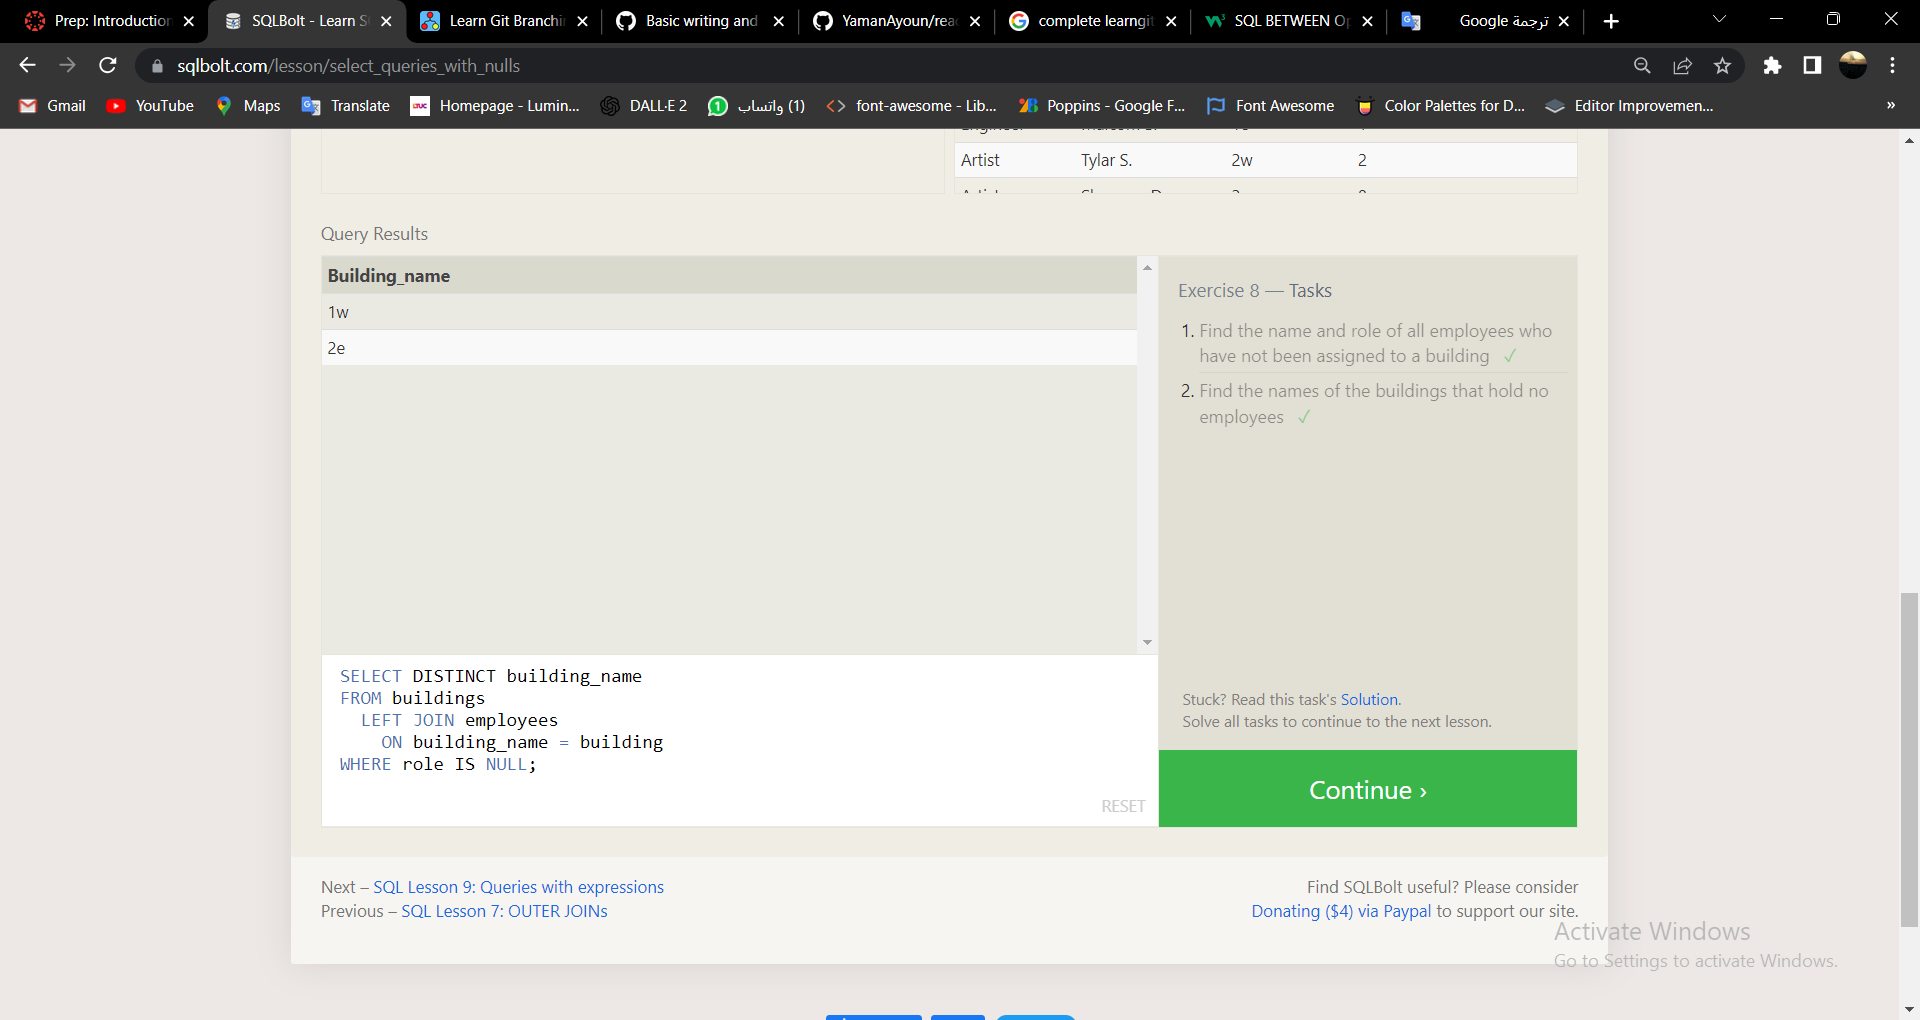 Prep: Introduction
SQLBolt - Learn S
Learn Git Branchi
Basic writing and
YamanAyoun/rea
complete learngit
SQL BETWEEN Op
ترجمة Google
sqlbolt.com/lesson/select_queries_with_nulls
Gmail
YouTube
Maps
Translate
LTUC
Homepage - Lumin...
DALL·E 2
(1) واتساب
font-awesome - Lib...
Poppins - Google F...
Font Awesome
Color Palettes for D...
Editor Improvemen...
»
Artist Tylar S. 2w 2
Query Results
Building_name
1w
2e
Exercise 8 — Tasks
1. Find the name and role of all employees who
have not been assigned to a building ✓
2. Find the names of the buildings that hold no
employees ✓
SELECT DISTINCT building_name
FROM buildings
LEFT JOIN employees
ON building_name = building
WHERE role IS NULL;
RESET
Stuck? Read this task's Solution.
Solve all tasks to continue to the next lesson.
Continue ›
Next – SQL Lesson 9: Queries with expressions
Previous – SQL Lesson 7: OUTER JOINs
Find SQLBolt useful? Please consider
Donating ($4) via Paypal to support our site.
Activate Windows
Go to Settings to activate Windows.